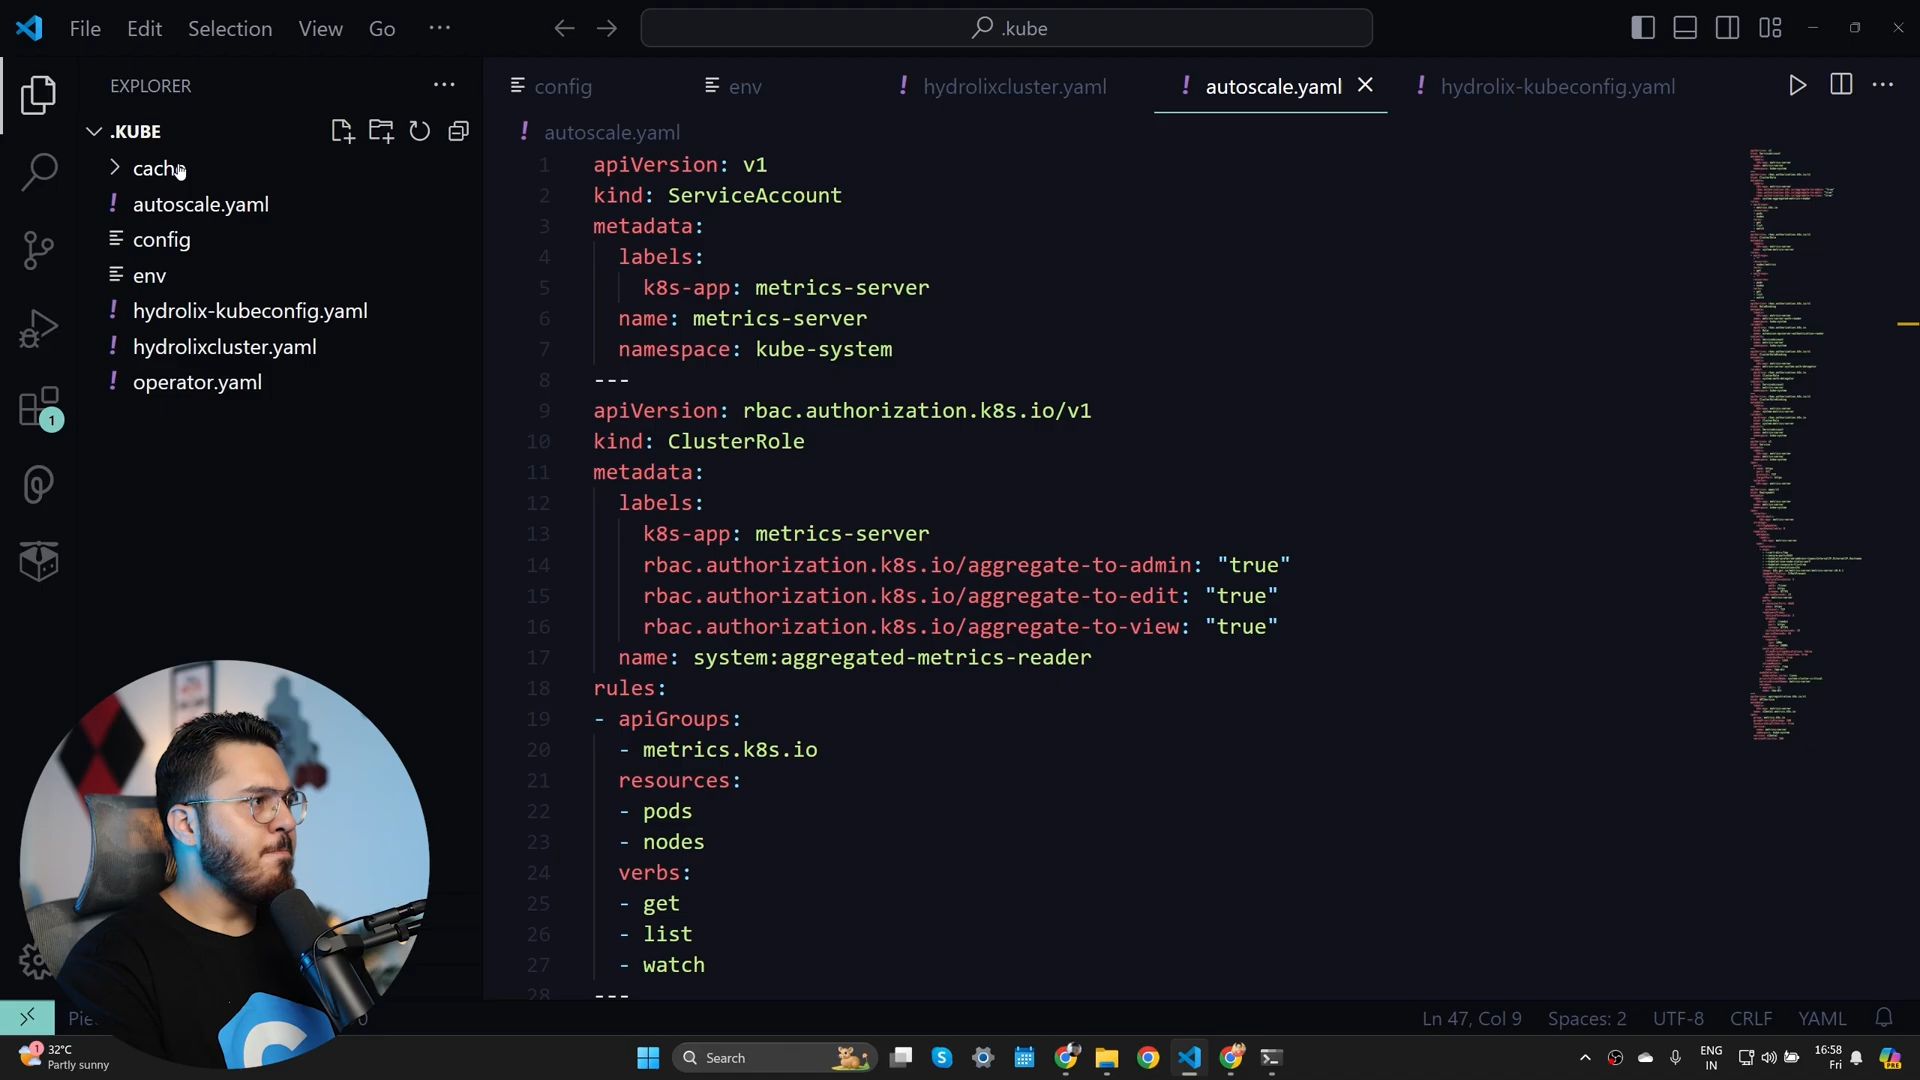 File Edit Selection View Go ···
.kube
EXPLORER
.KUBE
cache
autoscale.yaml
config
env
hydrolix-kubeconfig.yaml
hydrolixcluster.yaml
operator.yaml
1
config
env
! hydrolixcluster.yaml
! autoscale.yaml
! hydrolix-kubeconfig.yaml
! autoscale.yaml
1 apiVersion: v1
2 kind: ServiceAccount
3 metadata:
4 labels:
5 k8s-app: metrics-server
6 name: metrics-server
7 namespace: kube-system
8 ---
9 apiVersion: rbac.authorization.k8s.io/v1
10 kind: ClusterRole
11 metadata:
12 labels:
13 k8s-app: metrics-server
14 rbac.authorization.k8s.io/aggregate-to-admin: "true"
15 rbac.authorization.k8s.io/aggregate-to-edit: "true"
16 rbac.authorization.k8s.io/aggregate-to-view: "true"
17 name: system:aggregated-metrics-reader
18 rules:
19 - apiGroups:
20 - metrics.k8s.io
21 resources:
22 - pods
23 - nodes
24 verbs:
25 - get
26 - list
27 - watch
28 ---
Ln 47, Col 9 Spaces: 2 UTF-8 CRLF YAML
1
32°C
Partly sunny
Search
ENG
IN
16:58
Fri